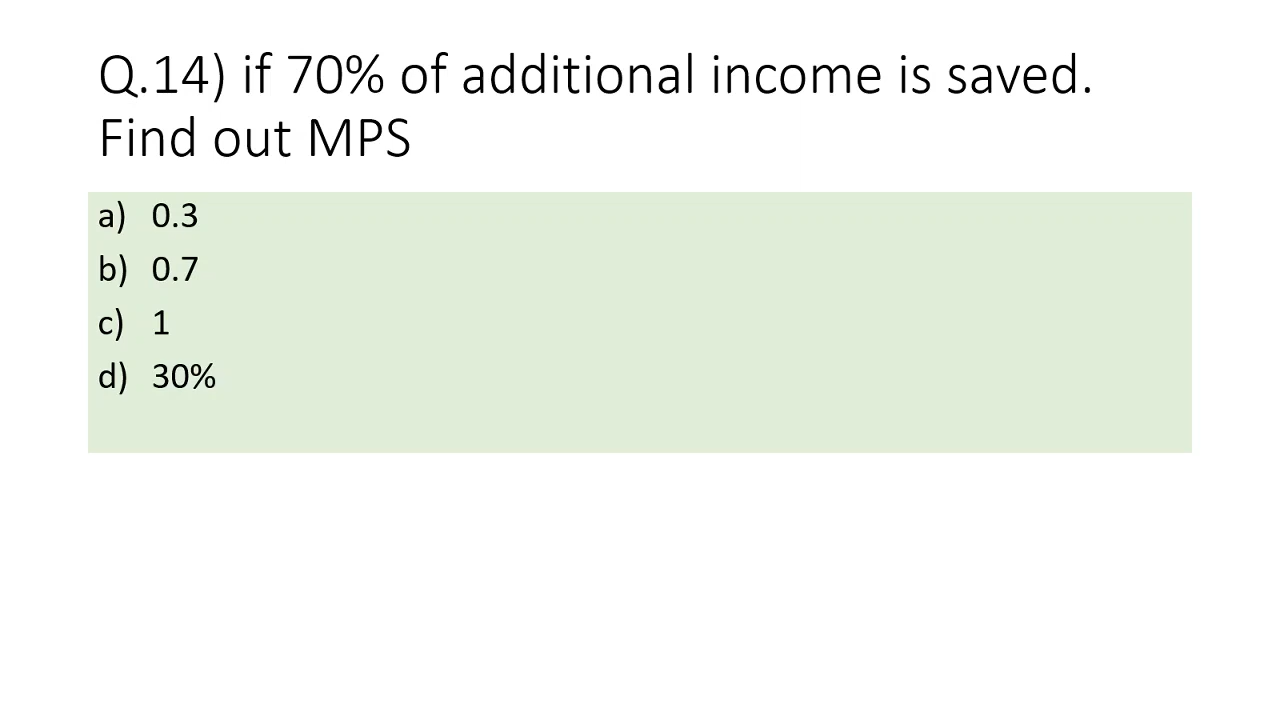 Q.14) if 70% of additional income is saved.
Find out MPS
a) 0.3
b) 0.7
c) 1
d) 30%